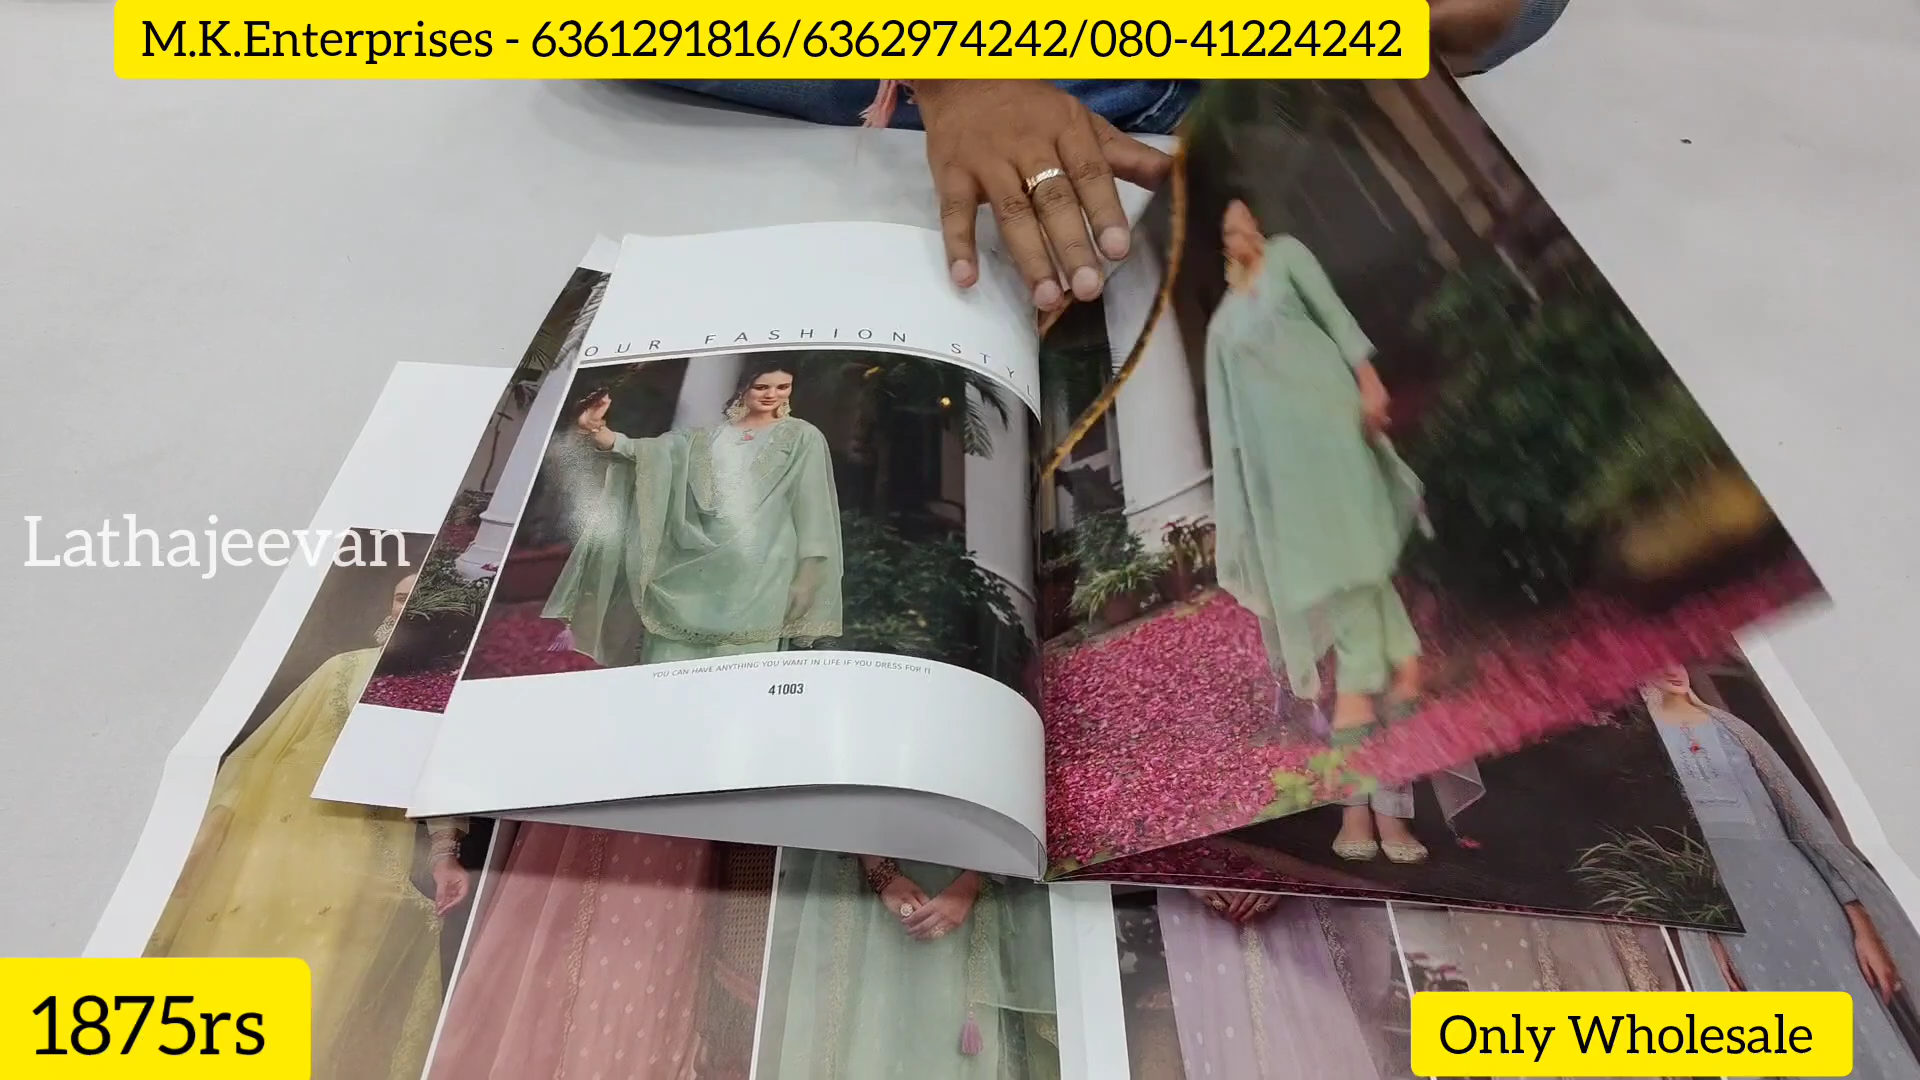 M.K.Enterprises - 6361291816/6362974242/080-41224242
OUR FASHION
Lathajeevan
YOU CAN HAVE ANYTHING YOU WANT IN LIFE IF YOU DRESS FOR IT
41003
1875rs
Only Wholesale